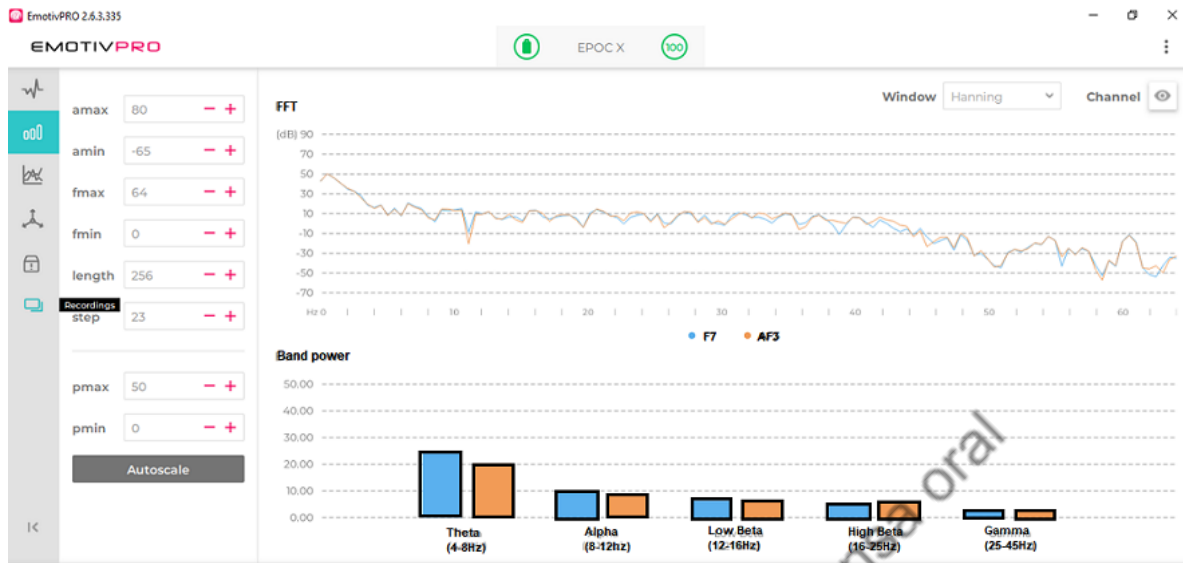 EmotivPRO 2.6.3.335
EMOTIVPRO
EPOC X
100
amax 80
amin -65
fmax 64
fmin 0
length 256
Recordings
step 23
pmax 50
pmin 0
Autoscale
Window Hanning
Channel
FFT
(dB) 90
70
50
30
10
-10
-30
-50
-70
Hz 0 10 20 30 40 50 60
F7 AF3
Band power
50.00
40.00
30.00
20.00
10.00
0.00
Theta Alpha Low Beta High Beta Gamma
(4-8Hz) (8-12hz) (12-16Hz) (16-25Hz) (25-45Hz)
oral